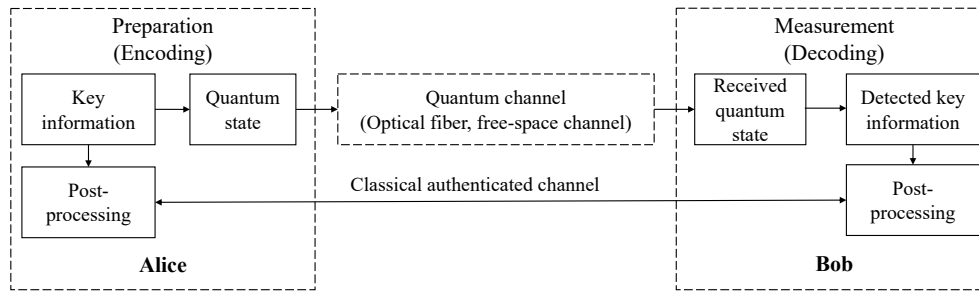 Preparation
(Encoding)
Key
information
Quantum
state
Post-
processing
Alice
Quantum channel
(Optical fiber, free-space channel)
Classical authenticated channel
Measurement
(Decoding)
Received
quantum
state
Detected key
information
Post-
processing
Bob